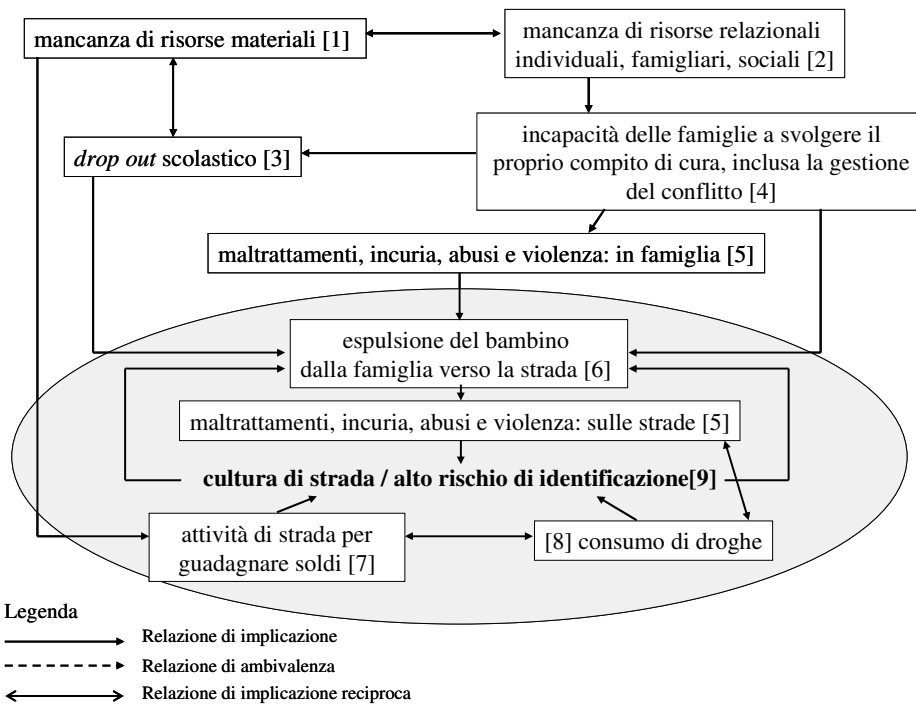 mancanza di risorse materiali [1]
mancanza di risorse relazionali
individuali, famigliari, sociali [2]
drop out scolastico [3]
incapacità delle famiglie a svolgere il
proprio compito di cura, inclusa la gestione
del conflitto [4]
maltrattamenti, incuria, abusi e violenza: in famiglia [5]
espulsione del bambino
dalla famiglia verso la strada [6]
maltrattamenti, incuria, abusi e violenza: sulle strade [5]
cultura di strada / alto rischio di identificazione[9]
attività di strada per
guadagnare soldi [7]
[8] consumo di droghe
Legenda
Relazione di implicazione
Relazione di ambivalenza
Relazione di implicazione reciproca